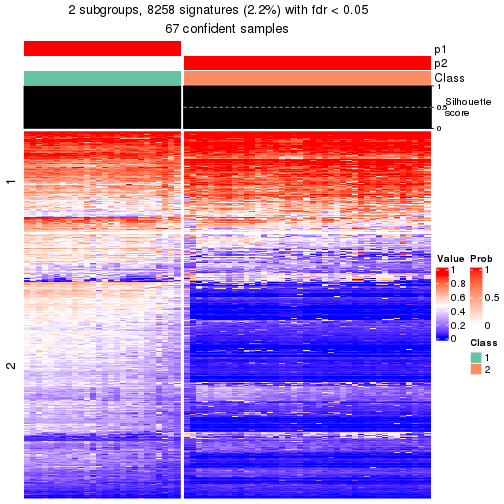 2 subgroups, 8258 signatures (2.2%) with fdr < 0.05
67 confident samples
p1
p2
Class
1
0.5
0
Silhouette
score
1
2
Value
1
0.8
0.6
0.4
0.2
0
Prob
1
0.5
0
Class
1
2